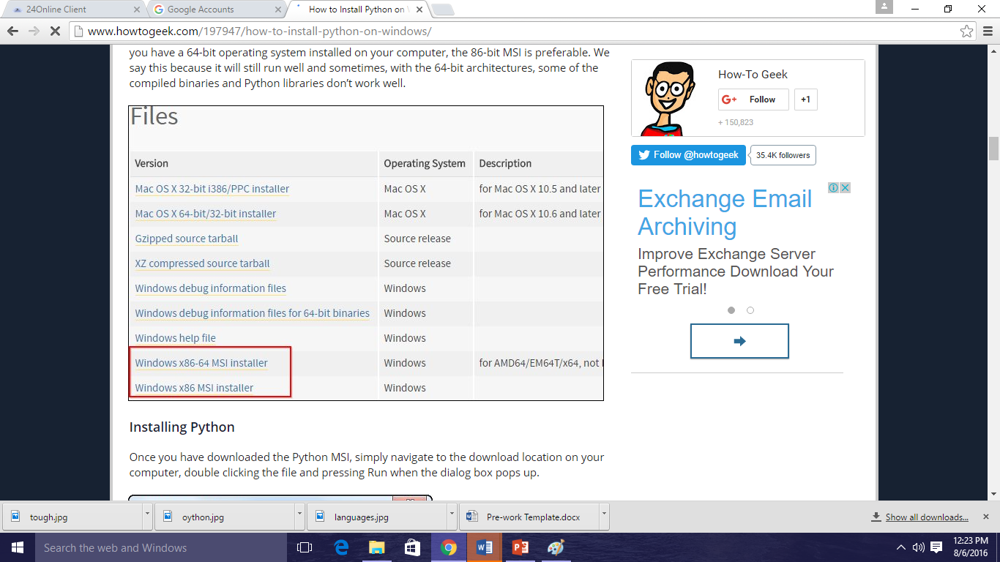 24Online Client
Google Accounts
How to Install Python on
www.howtogeek.com/197947/how-to-install-python-on-windows/
you have a 64-bit operating system installed on your computer, the 86-bit MSI is preferable. We
say this because it will still run well and sometimes, with the 64-bit architectures, some of the
compiled binaries and Python libraries don’t work well.
Files
Version Operating System Description
Mac OS X 32-bit i386/PPC installer Mac OS X for Mac OS X 10.5 and later
Mac OS X 64-bit/32-bit installer Mac OS X for Mac OS X 10.6 and later
Gzipped source tarball Source release
XZ compressed source tarball Source release
Windows debug information files Windows
Windows debug information files for 64-bit binaries Windows
Windows help file Windows
Windows x86-64 MSI installer Windows for AMD64/EM64T/x64, not
Windows x86 MSI installer Windows
Installing Python
Once you have downloaded the Python MSI, simply navigate to the download location on your
computer, double clicking the file and pressing Run when the dialog box pops up.
How-To Geek
G+ Follow +1
+ 150,823
Follow @howtogeek 35.4K followers
Exchange Email
Archiving
Improve Exchange Server
Performance Download Your
Free Trial!
tough.jpg
oython.jpg
languages.jpg
Pre-work Template.docx
Show all downloads...
Search the web and Windows
12:23 PM
8/6/2016